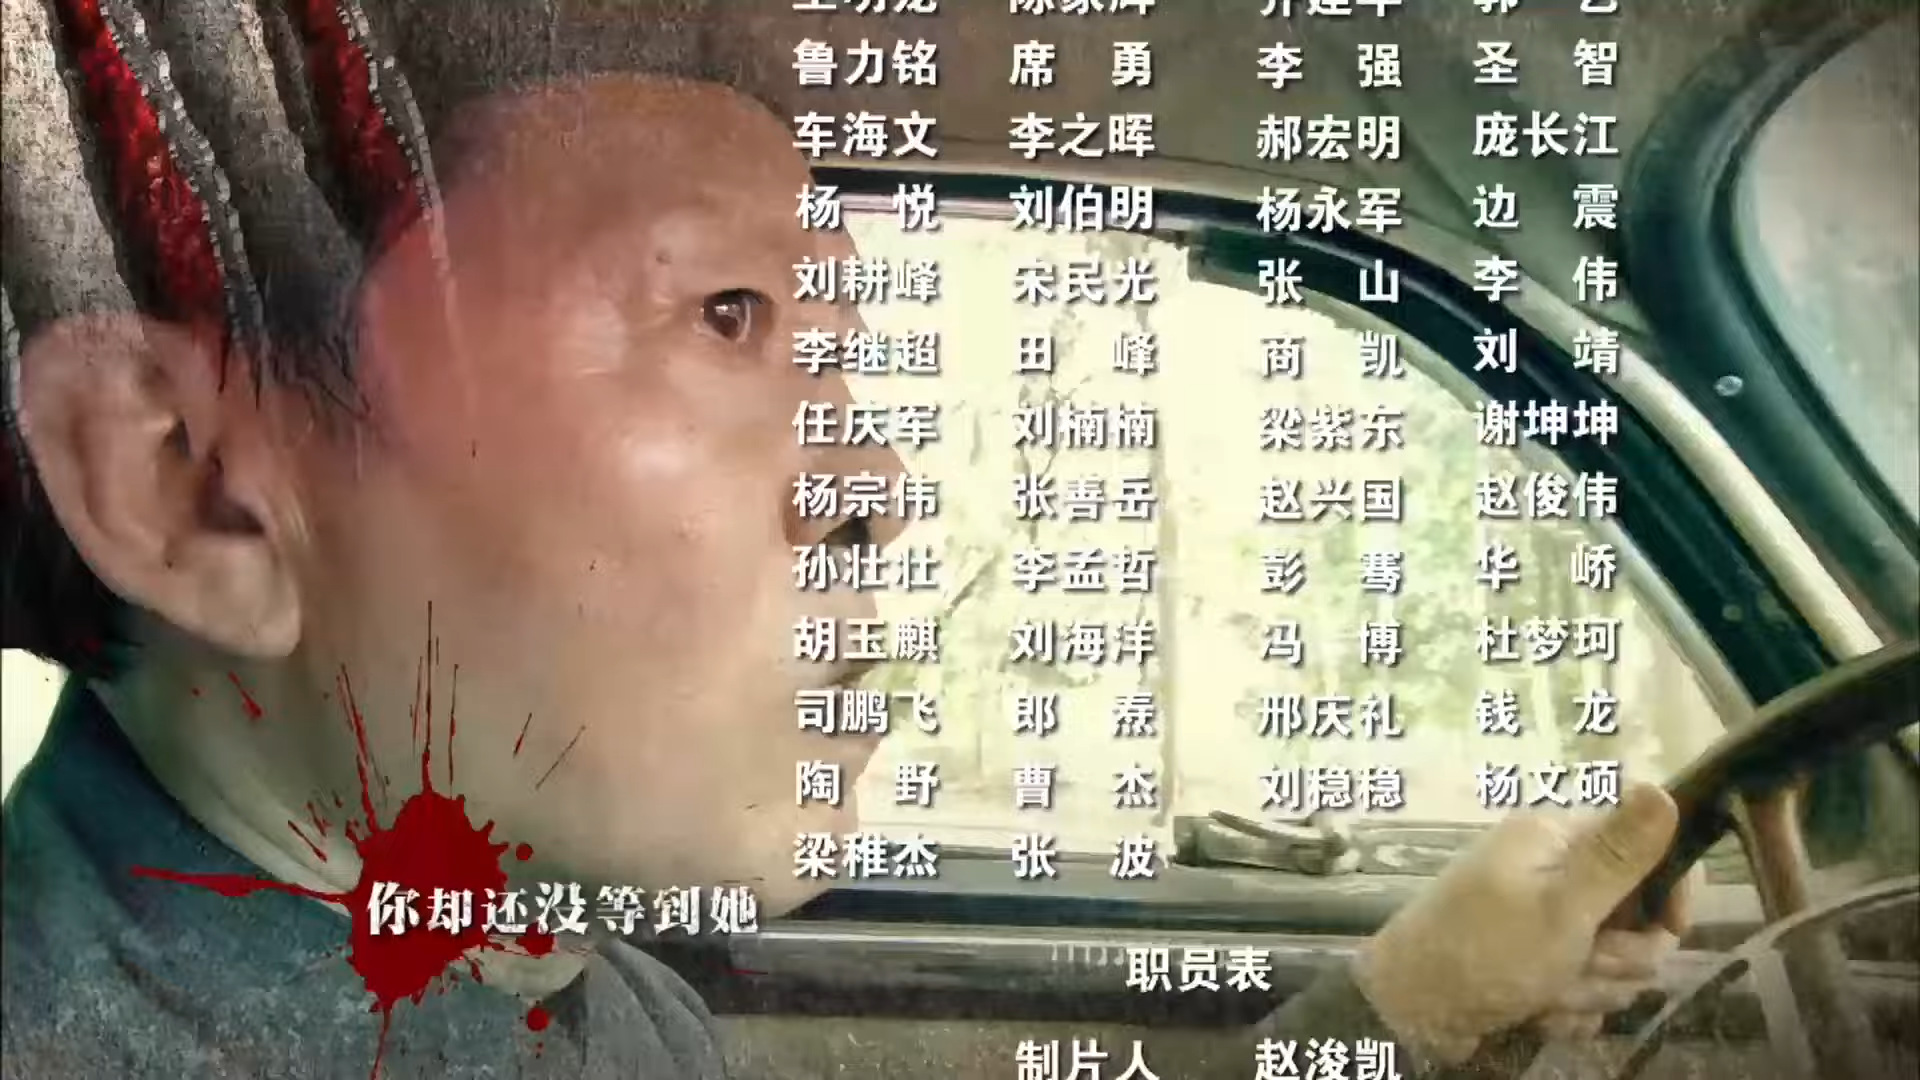 鲁力铭 席 勇 李 强 圣 智
车海文 李之晖 郝宏明 庞长江
杨 悦 刘伯明 杨永军 边 震
刘耕峰 宋民光 张 山 李 伟
李继超 田 峰 商 凯 刘 靖
任庆军 刘楠楠 梁紫东 谢坤坤
杨宗伟 张善岳 赵兴国 赵俊伟
孙壮壮 李孟哲 彭 骞 华 峤
胡玉麒 刘海洋 冯 博 杜梦珂
司鹏飞 郎 焘 邢庆礼 钱 龙
陶 野 曹 杰 刘稳稳 杨文硕
梁稚杰 张 波
你却还没等到她
职员表
制片人 赵浚凯